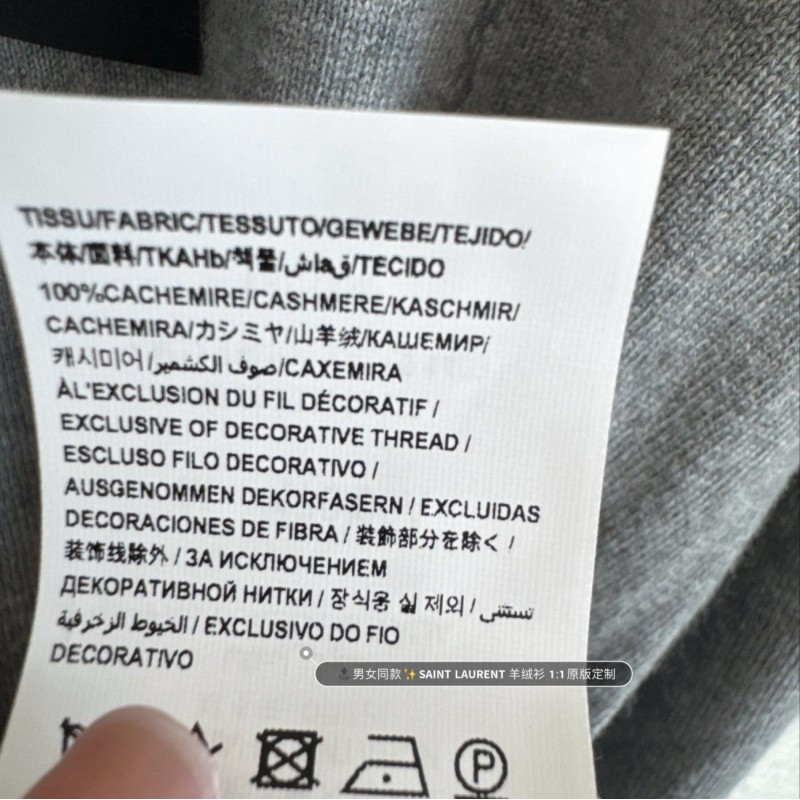 TISSU/FABRIC/TESSUTO/GEWEBE/TEJIDO/
本体/面料/TKAHb/책물/قماش/TECIDO
100%CACHEMIRE/CASHMERE/KASCHMIR/
CACHEMIRA/カシミヤ/山羊绒/КАШЕМИР/
캐시미어/صوف الكشمير/CAXEMIRA
ÀL'EXCLUSION DU FIL DÉCORATIF /
EXCLUSIVE OF DECORATIVE THREAD /
ESCLUSO FILO DECORATIVO /
AUSGENOMMEN DEKORFASERN / EXCLUIDAS
DECORACIONES DE FIBRA / 装飾部分を除く /
装饰线除外 / ЗА ИСКЛЮЧЕНИЕМ
ДЕКОРАТИВНОЙ НИТКИ / 장식용 실 제외 / تستثنى
الخيوط الزخرفية / EXCLUSIVO DO FIO
DECORATIVO
男女同款✨SAINT LAURENT 羊绒衫 1:1原版定制
P